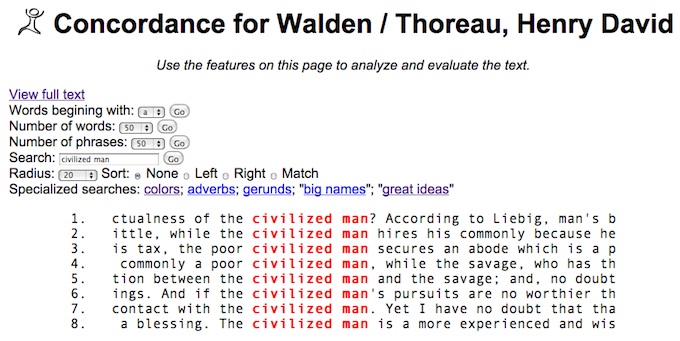 Concordance for Walden / Thoreau, Henry David
Use the features on this page to analyze and evaluate the text.
View full text
Words begining with: a Go
Number of words: 50 Go
Number of phrases: 50 Go
Search: civilized man Go
Radius: 20 Sort: None Left Right Match
Specialized searches: colors; adverbs; gerunds; "big names"; "great ideas"
1. ctualness of the civilized man? According to Liebig, man's b
2. ittle, while the civilized man hires his commonly because he
3. is tax, the poor civilized man secures an abode which is a p
4. commonly a poor civilized man, while the savage, who has th
5. tion between the civilized man and the savage; and, no doubt
6. ings. And if the civilized man's pursuits are no worthier th
7. contact with the civilized man. Yet I have no doubt that tha
8. a blessing. The civilized man is a more experienced and wis